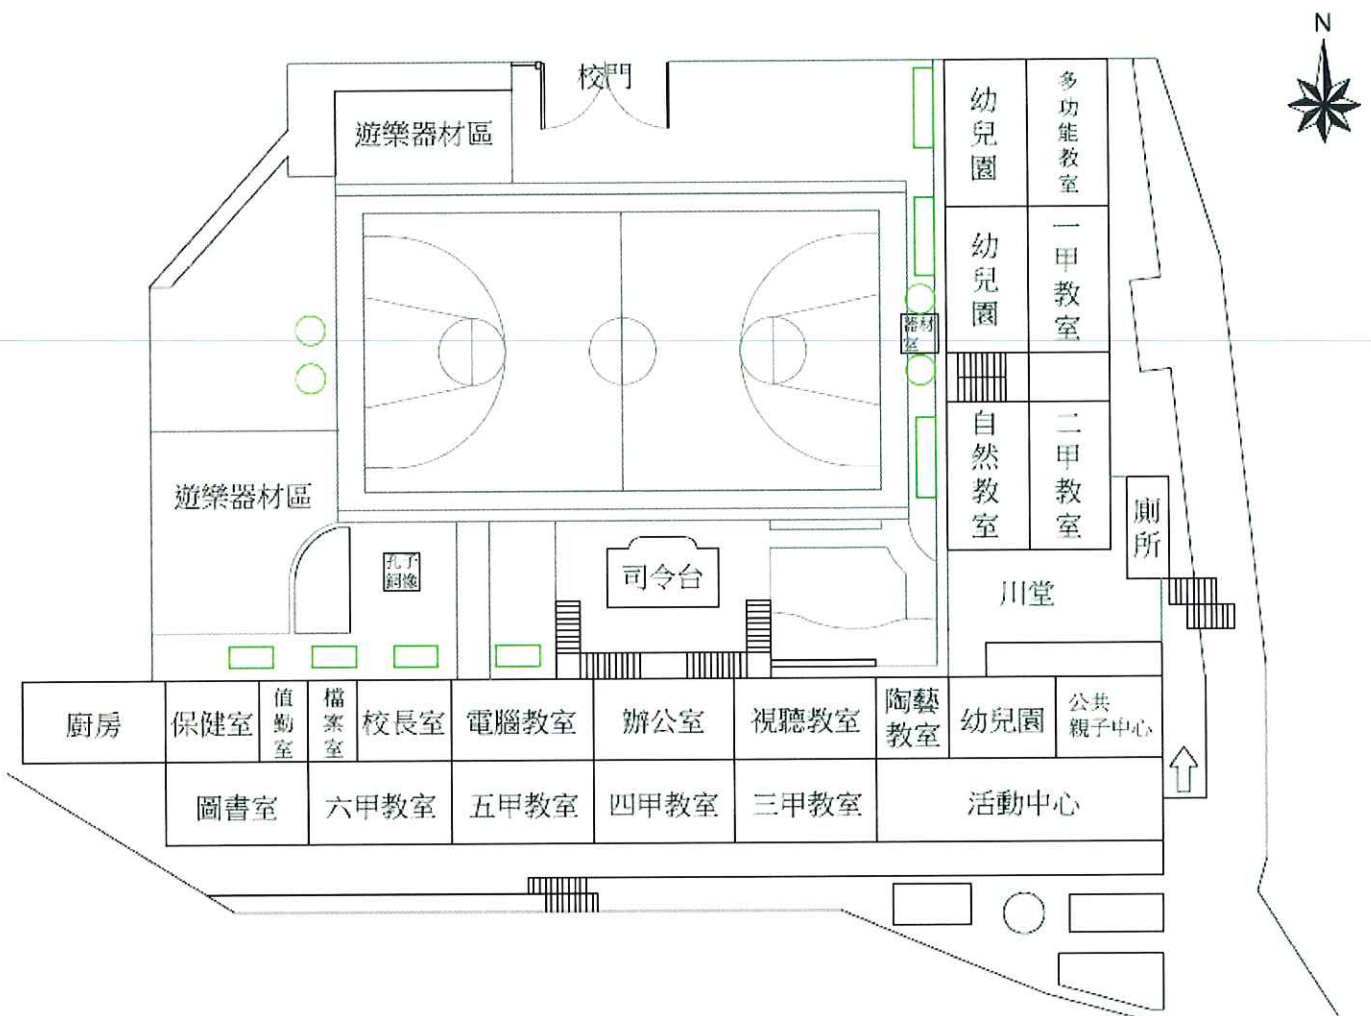 N
校門
遊樂器材區
幼兒園
多功能教室
幼兒園
一甲教室
器材
室
自然教室
二甲教室
遊樂器材區
孔子
銅像
司令台
廁所
川堂
廚房
保健室
值勤室
檔案室
校長室
電腦教室
辦公室
視聽教室
陶藝
教室
幼兒園
公共
親子中心
圖書室
六甲教室
五甲教室
四甲教室
三甲教室
活動中心